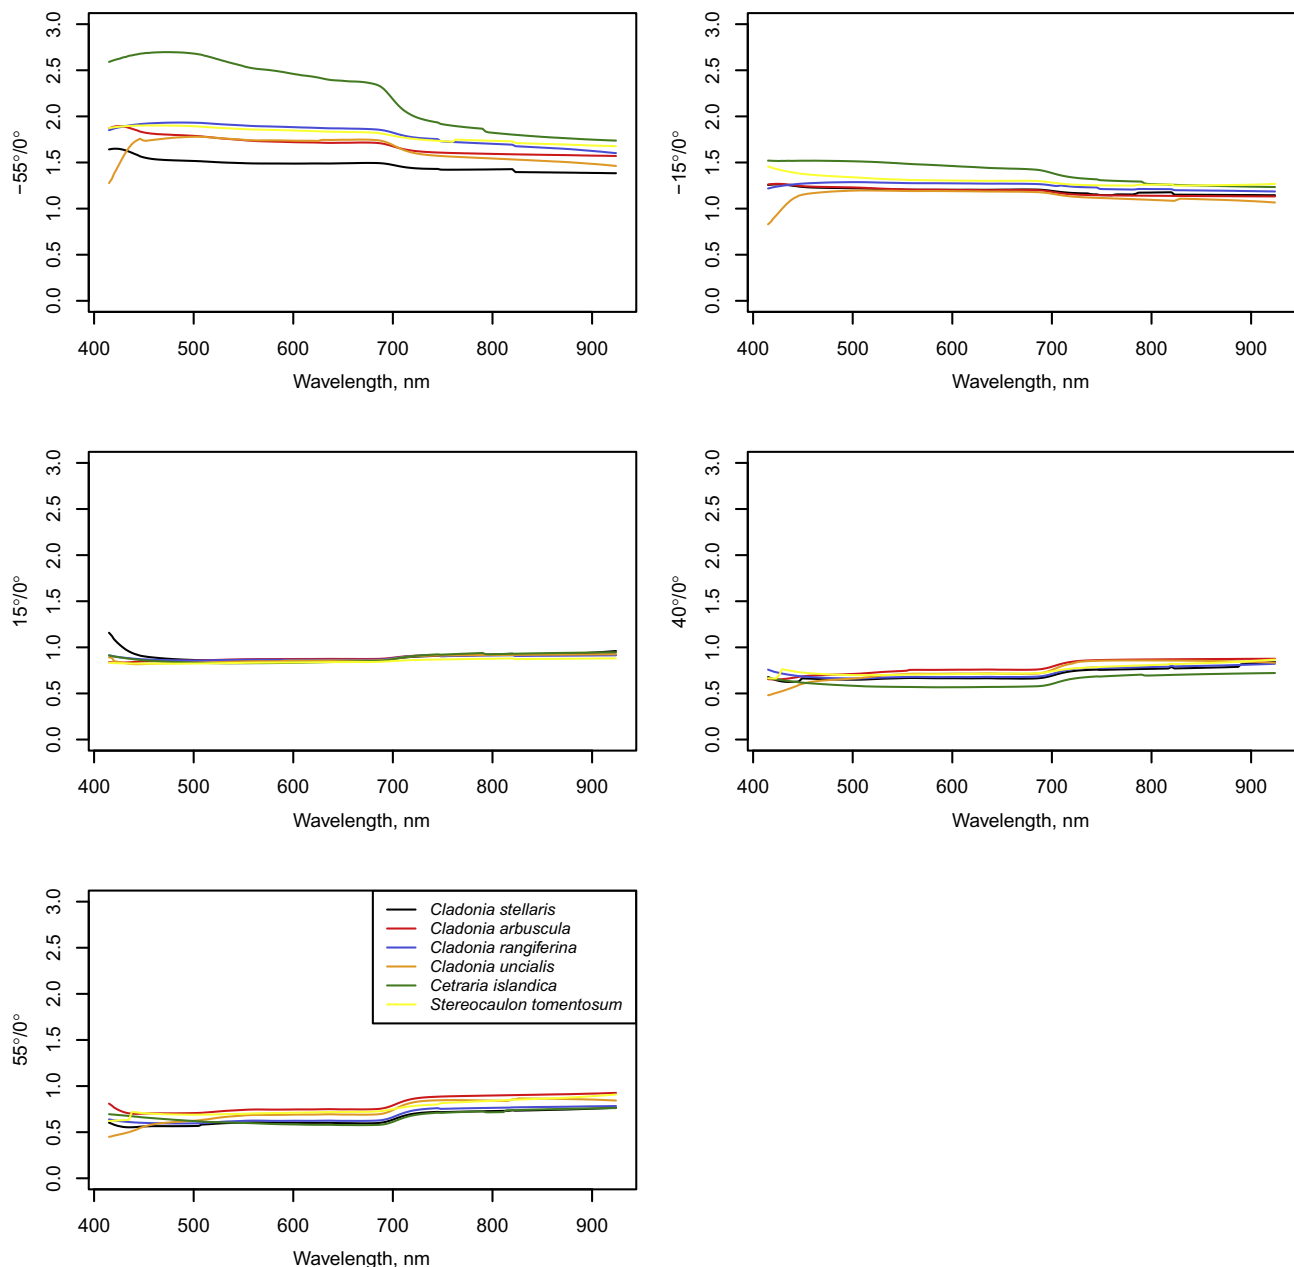 −55°/0°
3.0
2.5
2.0
1.5
1.0
0.5
0.0
400 500 600 700 800 900
Wavelength, nm
−15°/0°
3.0
2.5
2.0
1.5
1.0
0.5
0.0
400 500 600 700 800 900
Wavelength, nm
15°/0°
3.0
2.5
2.0
1.5
1.0
0.5
0.0
400 500 600 700 800 900
Wavelength, nm
40°/0°
3.0
2.5
2.0
1.5
1.0
0.5
0.0
400 500 600 700 800 900
Wavelength, nm
55°/0°
3.0
2.5
2.0
1.5
1.0
0.5
0.0
Cladonia stellaris
Cladonia arbuscula
Cladonia rangiferina
Cladonia uncialis
Cetraria islandica
Stereocaulon tomentosum
400 500 600 700 800 900
Wavelength, nm